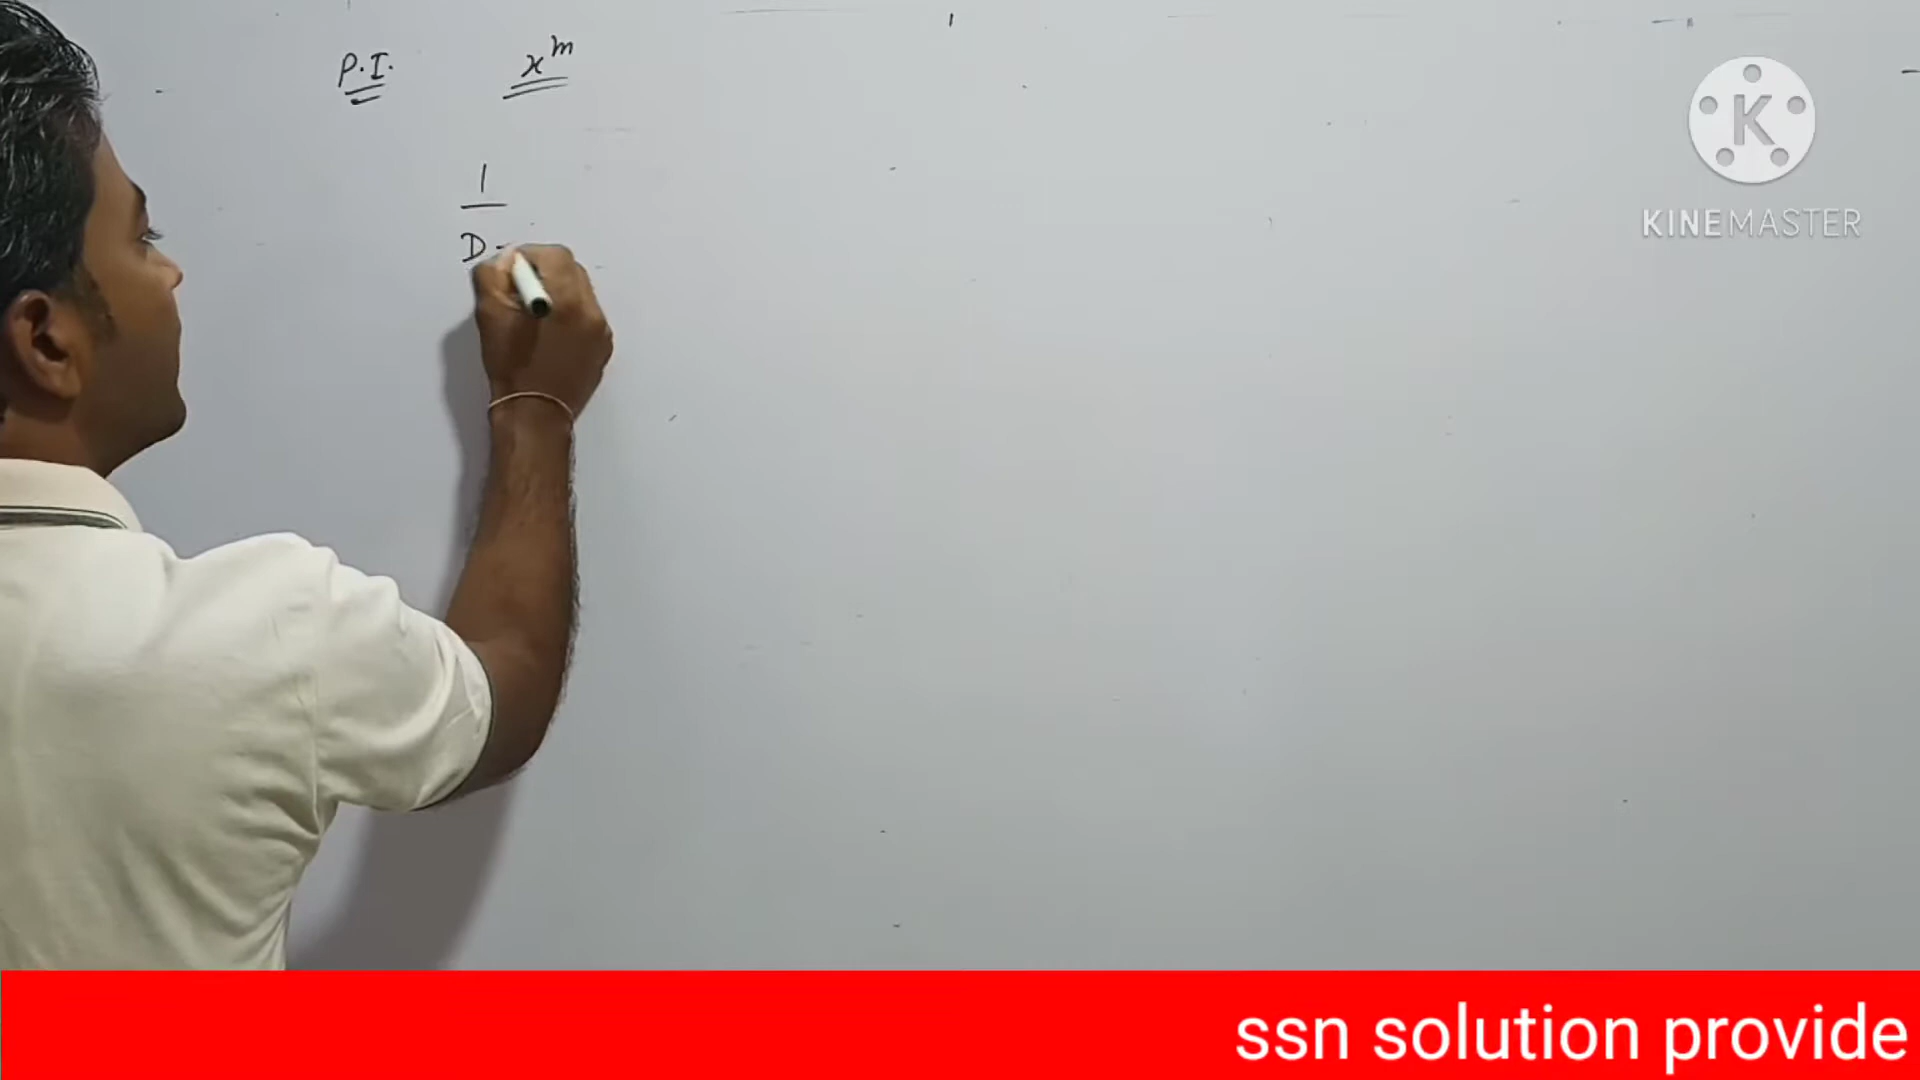 P.I. x^m
1
D-
KINEMASTER
ssn solution provide